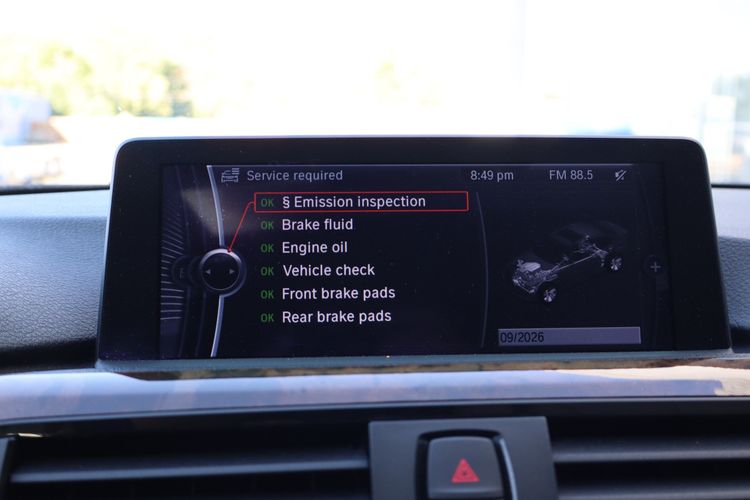 Service required 8:49 pm FM 88.5
OK § Emission inspection
OK Brake fluid
OK Engine oil
OK Vehicle check
OK Front brake pads
OK Rear brake pads
09/2026